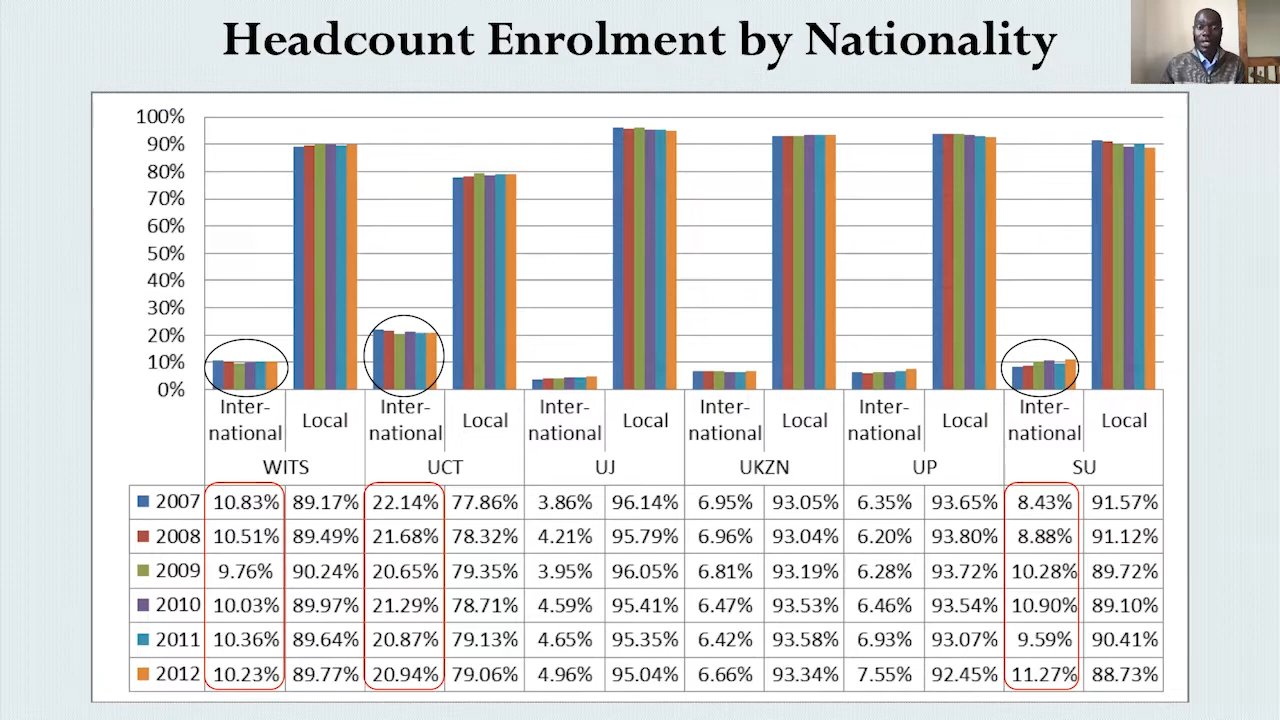 Headcount Enrolment by Nationality
100%
90%
80%
70%
60%
50%
40%
30%
20%
10%
0%
Inter-national Local Inter-national Local Inter-national Local Inter-national Local Inter-national Local Inter-national Local
WITS UCT UJ UKZN UP SU
2007 10.83% 89.17% 22.14% 77.86% 3.86% 96.14% 6.95% 93.05% 6.35% 93.65% 8.43% 91.57%
2008 10.51% 89.49% 21.68% 78.32% 4.21% 95.79% 6.96% 93.04% 6.20% 93.80% 8.88% 91.12%
2009 9.76% 90.24% 20.65% 79.35% 3.95% 96.05% 6.81% 93.19% 6.28% 93.72% 10.28% 89.72%
2010 10.03% 89.97% 21.29% 78.71% 4.59% 95.41% 6.47% 93.53% 6.46% 93.54% 10.90% 89.10%
2011 10.36% 89.64% 20.87% 79.13% 4.65% 95.35% 6.42% 93.58% 6.93% 93.07% 9.59% 90.41%
2012 10.23% 89.77% 20.94% 79.06% 4.96% 95.04% 6.66% 93.34% 7.55% 92.45% 11.27% 88.73%